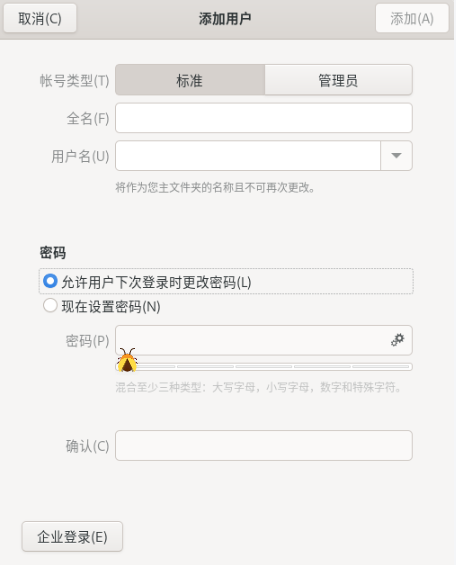 取消(C)
添加用户
添加(A)
帐号类型(T)
标准
管理员
全名(F)
用户名(U)
将作为您主文件夹的名称且不可再次更改。
密码
允许用户下次登录时更改密码(L)
现在设置密码(N)
密码(P)
混合至少三种类型：大写字母，小写字母，数字和特殊字符。
确认(C)
企业登录(E)